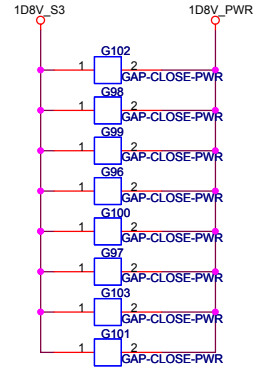 1D8V_S3 1D8V_PWR
G102
1 2
GAP-CLOSE-PWR
G98
1 2
GAP-CLOSE-PWR
G99
1 2
GAP-CLOSE-PWR
G96
1 2
GAP-CLOSE-PWR
G100
1 2
GAP-CLOSE-PWR
G97
1 2
GAP-CLOSE-PWR
G103
1 2
GAP-CLOSE-PWR
G101
1 2
GAP-CLOSE-PWR